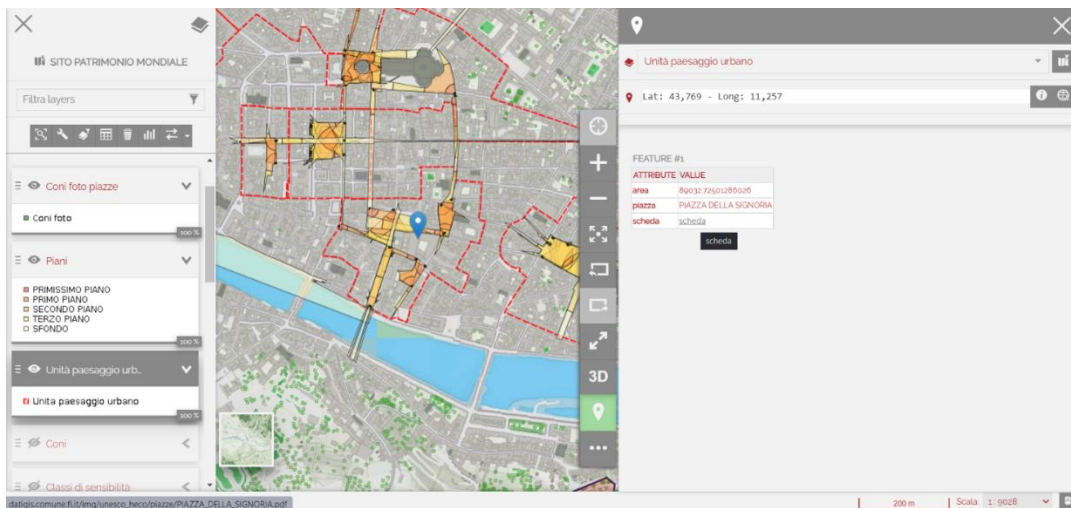 SITO PATRIMONIO MONDIALE
Filtra layers
Coni foto piazze
Coni foto
100 %
Piani
PRIMISSIMO PIANO
PRIMO PIANO
SECONDO PIANO
TERZO PIANO
SFONDO
100 %
Unità paesaggio urb...
Unita paesaggio urbano
100 %
Coni
Classi di sensibilità
datigis.comune.fi.it/img/unesco_heco/piazze/PIAZZA_DELLA_SIGNORIA.pdf
3D
Unità paesaggio urbano
Lat: 43,769 - Long: 11,257
FEATURE #1
ATTRIBUTE VALUE
area 89032.72501286026
piazza PIAZZA DELLA SIGNORIA
scheda scheda
scheda
200 m
Scala 1 : 9028